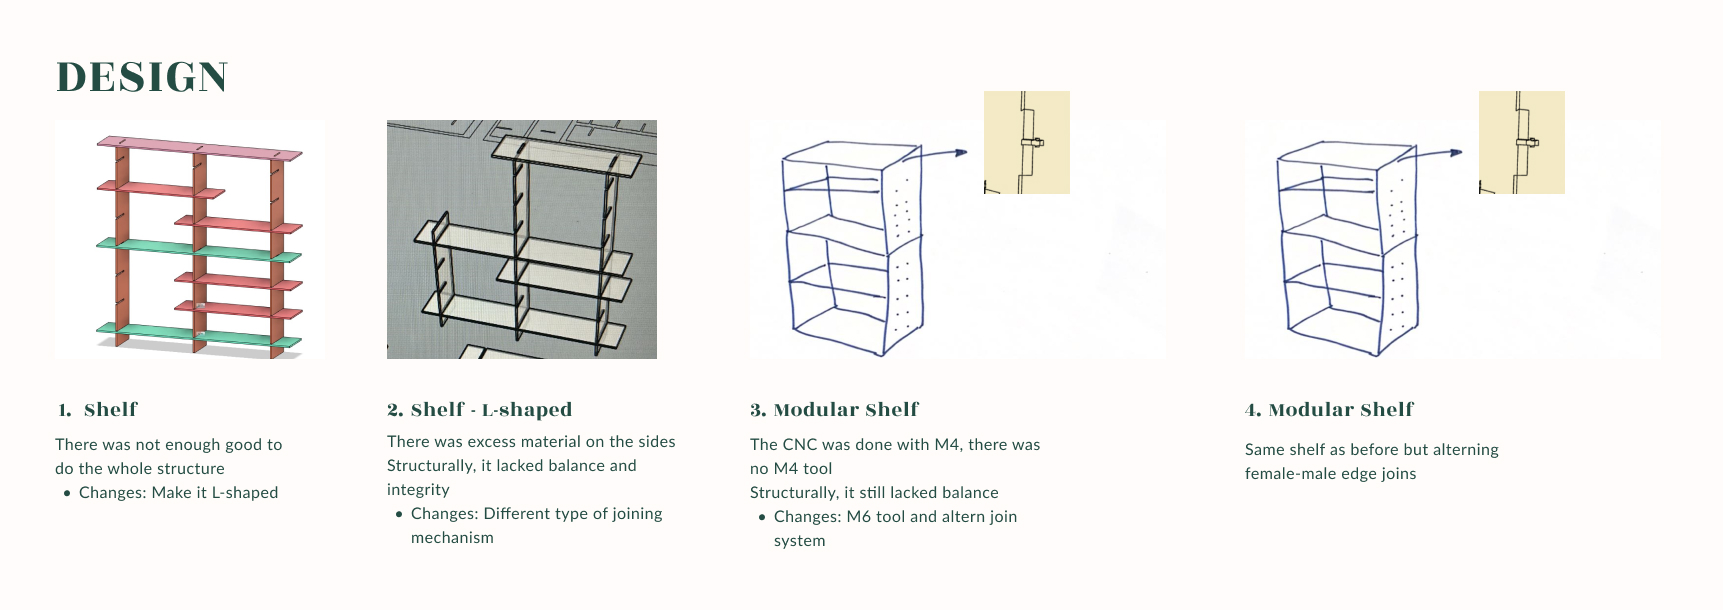 DESIGN
1. Shelf
There was not enough good to
do the whole structure
• Changes: Make it L-shaped
2. Shelf - L-shaped
There was excess material on the sides
Structurally, it lacked balance and
integrity
• Changes: Different type of joining
mechanism
3. Modular Shelf
The CNC was done with M4, there was
no M4 tool
Structurally, it still lacked balance
• Changes: M6 tool and altern join
system
4. Modular Shelf
Same shelf as before but alterning
female-male edge joins